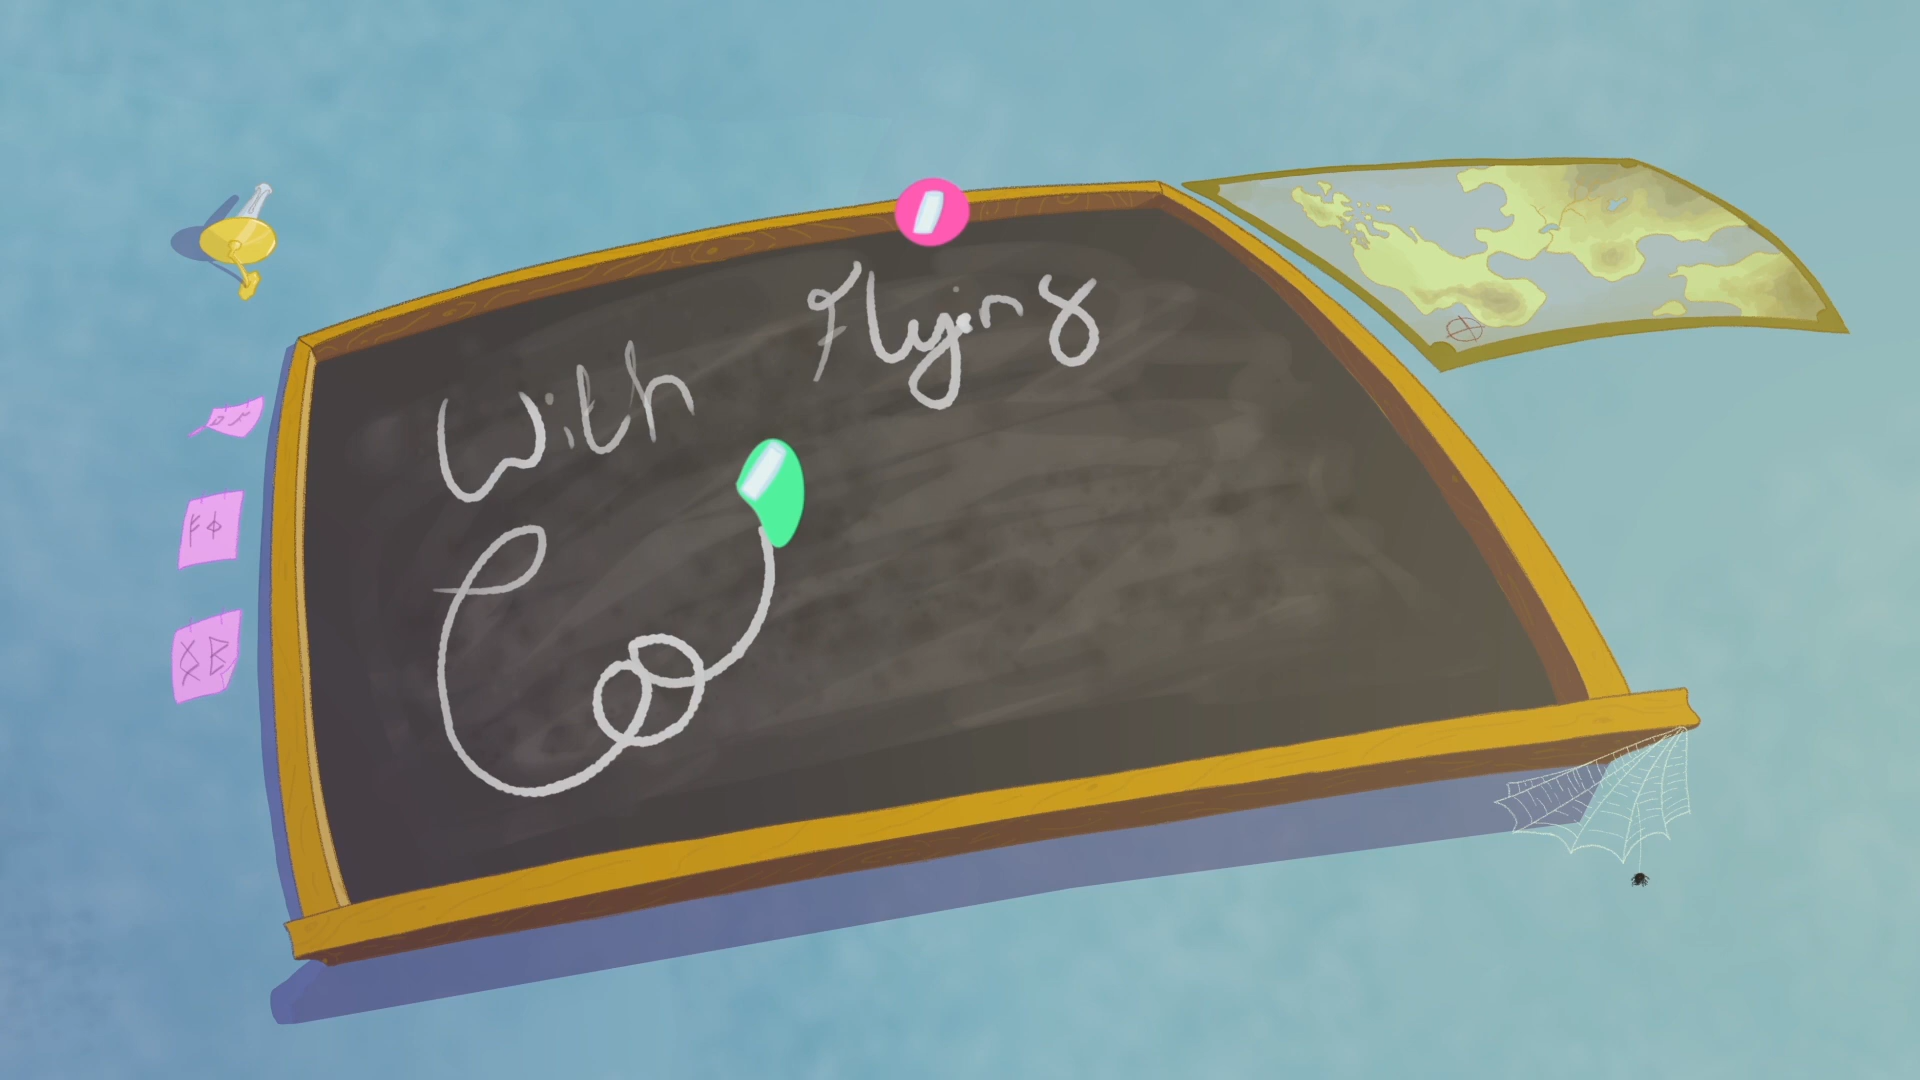 With Flying
ᚠ ᛰ
ᛟ ᛒ